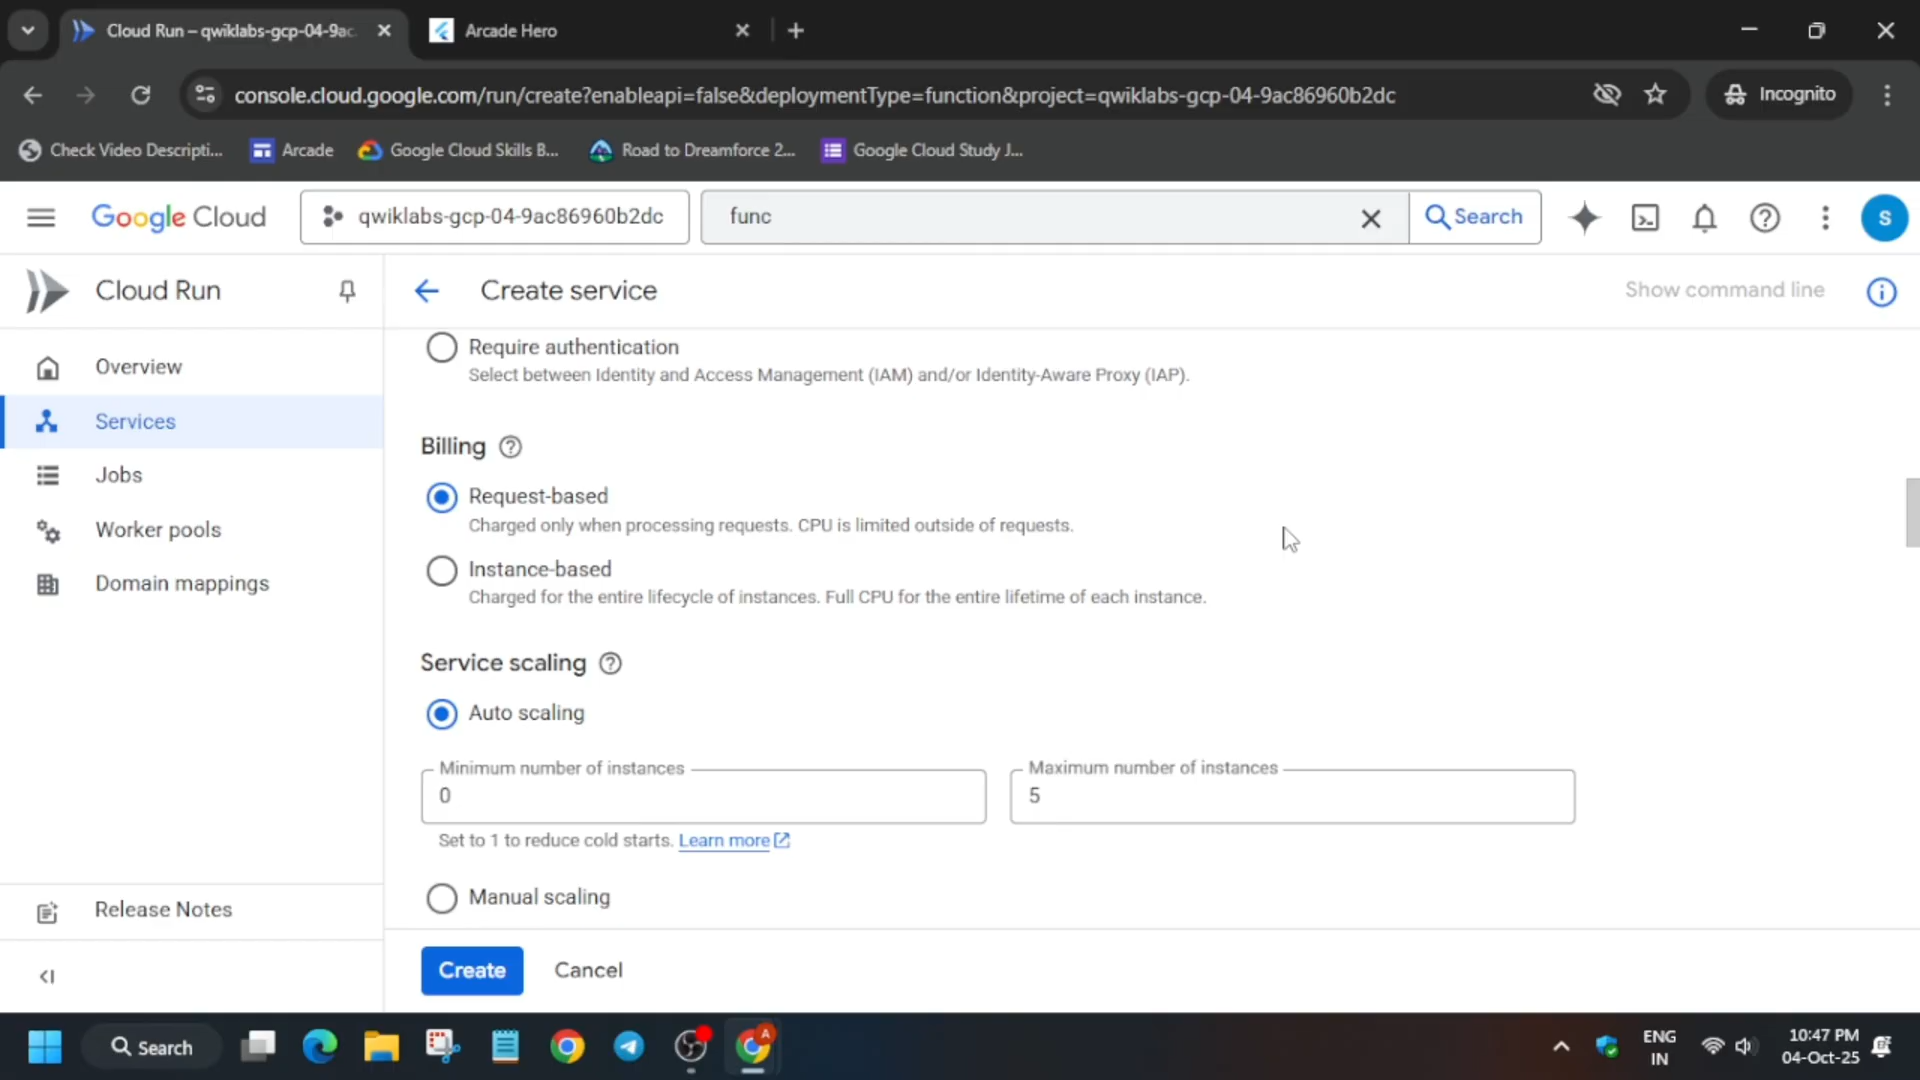 Cloud Run – qwiklabs-gcp-04-9ac
Arcade Hero
console.cloud.google.com/run/create?enableapi=false&deploymentType=function&project=qwiklabs-gcp-04-9ac86960b2dc
Incognito
Check Video Descripti...
Arcade
Google Cloud Skills B...
Road to Dreamforce 2...
Google Cloud Study J...
Google Cloud
qwiklabs-gcp-04-9ac86960b2dc
func
Search
S
Cloud Run
Create service
Show command line
Overview
Services
Jobs
Worker pools
Domain mappings
Release Notes
Require authentication
Select between Identity and Access Management (IAM) and/or Identity-Aware Proxy (IAP).
Billing
Request-based
Charged only when processing requests. CPU is limited outside of requests.
Instance-based
Charged for the entire lifecycle of instances. Full CPU for the entire lifetime of each instance.
Service scaling
Auto scaling
Minimum number of instances
0
Maximum number of instances
5
Set to 1 to reduce cold starts. Learn more
Manual scaling
Create
Cancel
Search
A
ENG
IN
10:47 PM
04-Oct-25